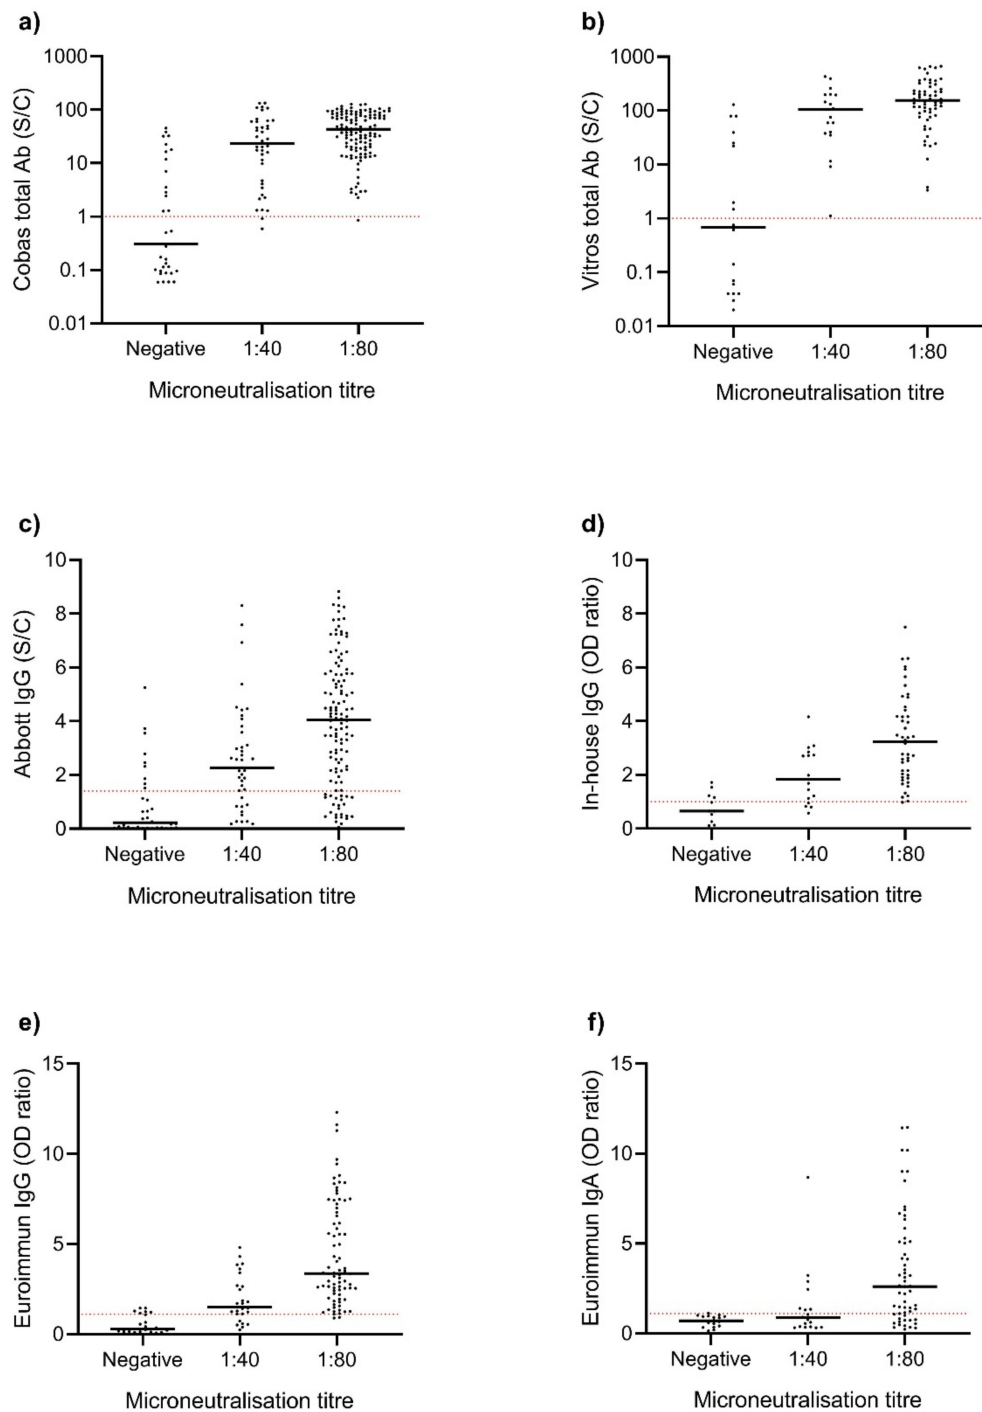 a)
Cobas total Ab (S/C)
1000
100
10
1
0.1
0.01
Negative 1:40 1:80
Microneutralisation titre
b)
Vitros total Ab (S/C)
1000
100
10
1
0.1
0.01
Negative 1:40 1:80
Microneutralisation titre
c)
Abbott IgG (S/C)
10
8
6
4
2
0
Negative 1:40 1:80
Microneutralisation titre
d)
In-house IgG (OD ratio)
10
8
6
4
2
0
Negative 1:40 1:80
Microneutralisation titre
e)
Euroimmun IgG (OD ratio)
15
10
5
0
Negative 1:40 1:80
Microneutralisation titre
f)
Euroimmun IgA (OD ratio)
15
10
5
0
Negative 1:40 1:80
Microneutralisation titre